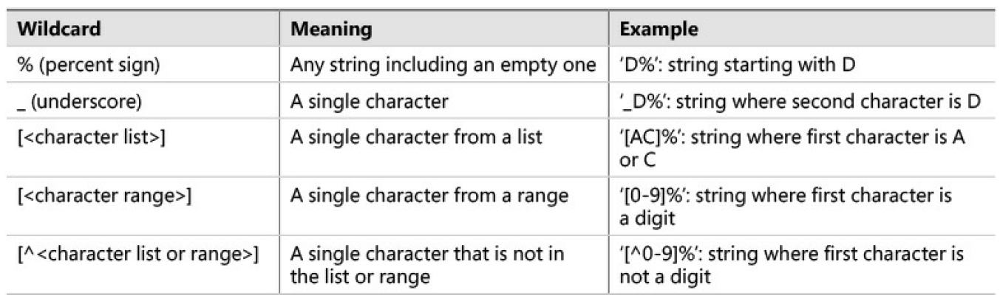 Wildcard Meaning Example
% (percent sign) Any string including an empty one ‘D%’: string starting with D
_ (underscore) A single character ‘_D%’: string where second character is D
[<character list>] A single character from a list ‘[AC]%’: string where first character is A
or C
[<character range>] A single character from a range ‘[0-9]%’: string where first character is
a digit
[^<character list or range>] A single character that is not in ‘[^0-9]%’: string where first character is
the list or range not a digit